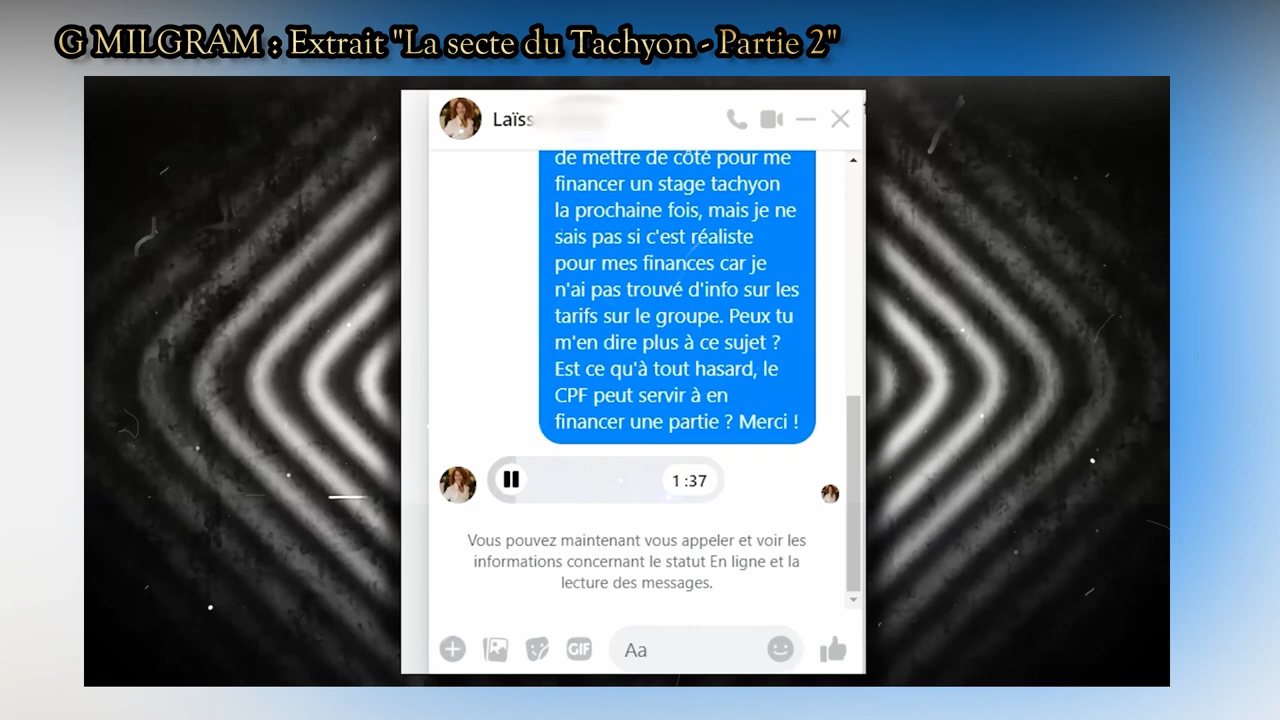 G MILGRAM : Extrait "La secte du Tachyon - Partie 2"
Laïss
de mettre de côté pour me
financer un stage tachyon
la prochaine fois, mais je ne
sais pas si c'est réaliste
pour mes finances car je
n'ai pas trouvé d'info sur les
tarifs sur le groupe. Peux tu
m'en dire plus à ce sujet ?
Est ce qu'à tout hasard, le
CPF peut servir à en
financer une partie ? Merci !
1:37
Vous pouvez maintenant vous appeler et voir les
informations concernant le statut En ligne et la
lecture des messages.
GIF
Aa